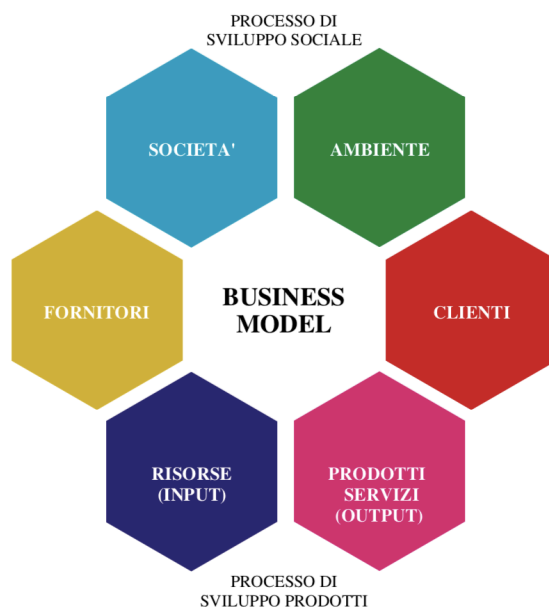 PROCESSO DI
SVILUPPO SOCIALE
SOCIETA'
AMBIENTE
FORNITORI
BUSINESS
MODEL
CLIENTI
RISORSE
(INPUT)
PRODOTTI
SERVIZI
(OUTPUT)
PROCESSO DI
SVILUPPO PRODOTTI